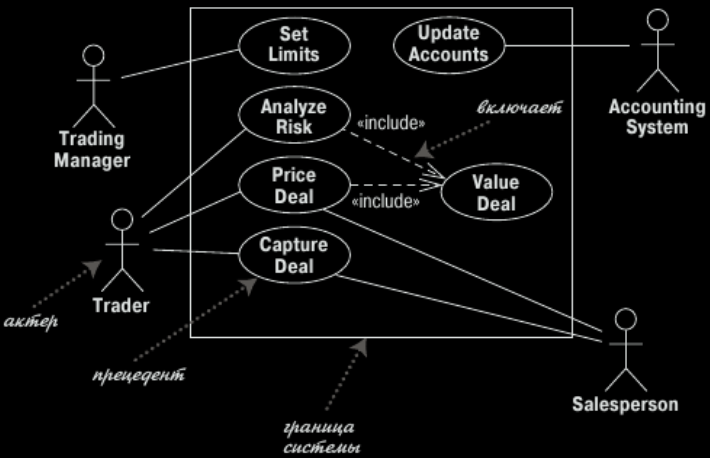 Set
Limits
Update
Accounts
Trading
Manager
Accounting
System
Analyze
Risk
«include»
включает
Price
Deal
«include»
Value
Deal
Capture
Deal
Trader
актер
прецедент
граница
системы
Salesperson